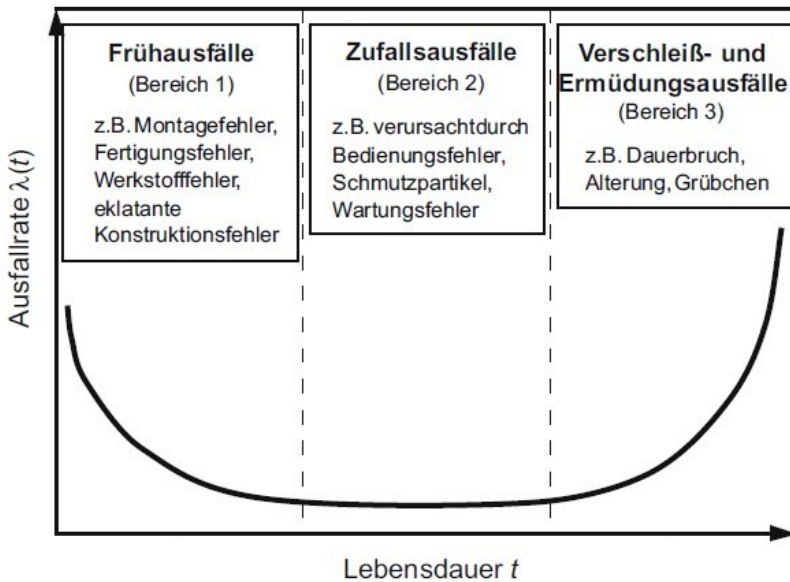 Frühausfälle
(Bereich 1)
z.B. Montagefehler,
Fertigungsfehler,
Werkstofffehler,
eklatante
Konstruktionsfehler
Zufallsausfälle
(Bereich 2)
z.B. verursachtdurch
Bedienungsfehler,
Schmutzpartikel,
Wartungsfehler
Verschleiß- und
Ermüdungsausfälle
(Bereich 3)
z.B. Dauerbruch,
Alterung, Grübchen
Ausfallrate λ(t)
Lebensdauer t